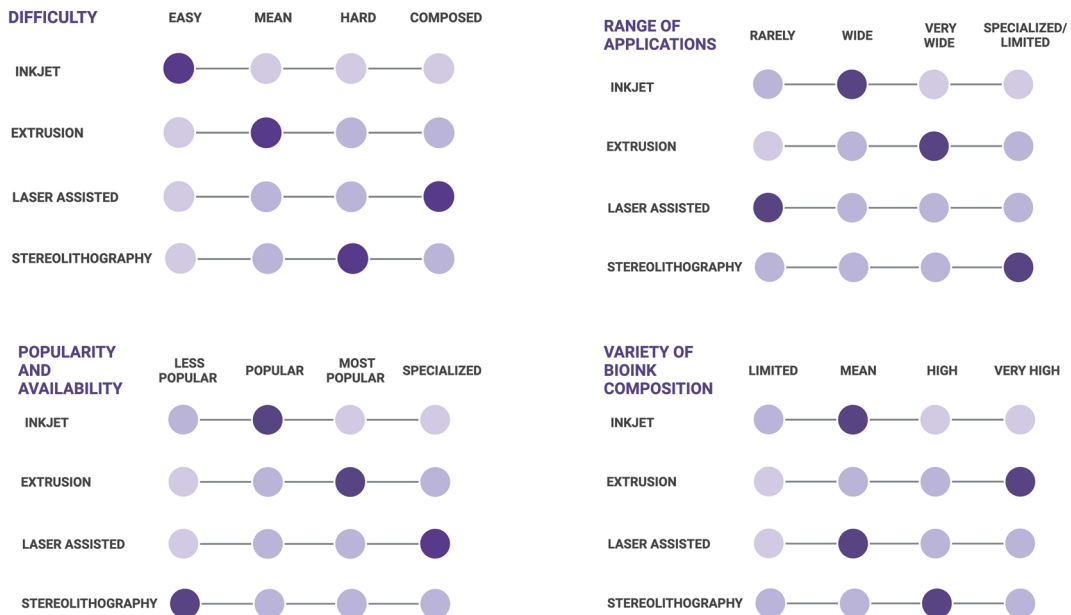 DIFFICULTY
EASY MEAN HARD COMPOSED
INKJET
EXTRUSION
LASER ASSISTED
STEREOLITHOGRAPHY
RANGE OF
APPLICATIONS
RARELY WIDE VERY
WIDE SPECIALIZED/
LIMITED
INKJET
EXTRUSION
LASER ASSISTED
STEREOLITHOGRAPHY
POPULARITY
AND
AVAILABILITY
LESS
POPULAR POPULAR MOST
POPULAR SPECIALIZED
INKJET
EXTRUSION
LASER ASSISTED
STEREOLITHOGRAPHY
VARIETY OF
BIOINK
COMPOSITION
LIMITED MEAN HIGH VERY HIGH
INKJET
EXTRUSION
LASER ASSISTED
STEREOLITHOGRAPHY